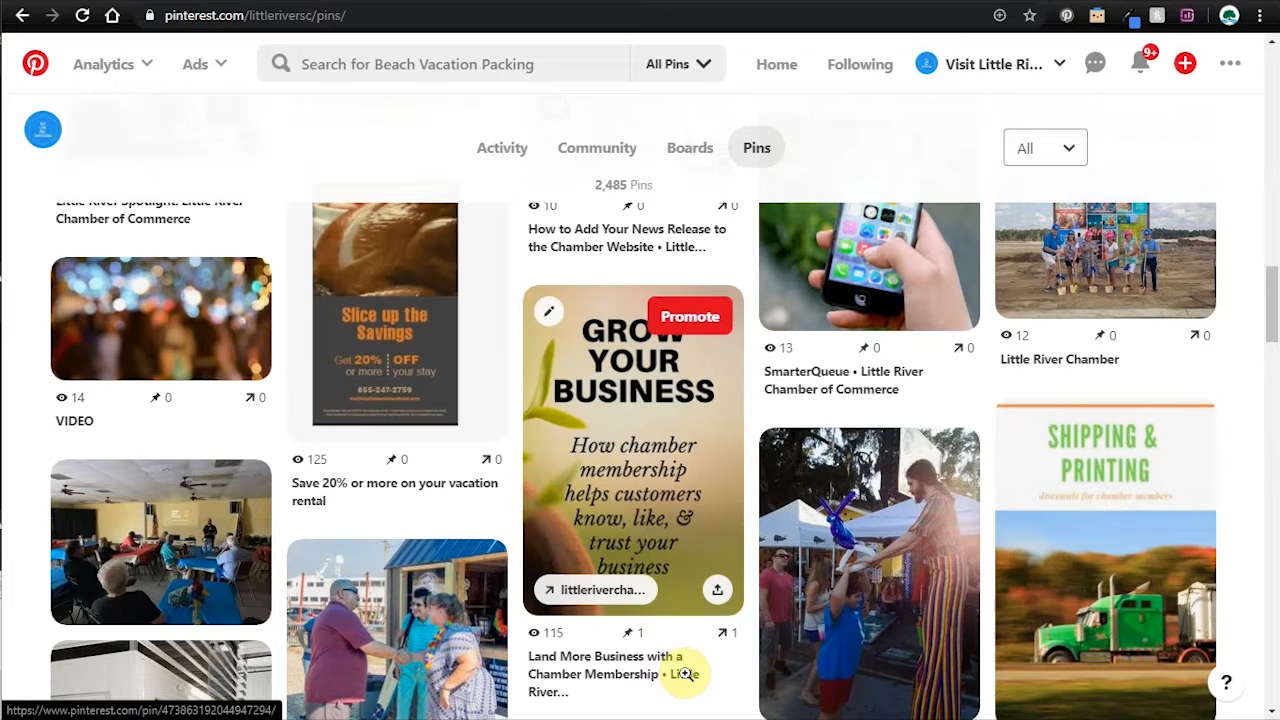 pinterest.com/littleriversc/pins/
Analytics
Ads
Search for Beach Vacation Packing
All Pins
Home
Following
Visit Little Ri...
9+
Activity
Community
Boards
Pins
All
2,485 Pins
Little River Spotlight: Little River
Chamber of Commerce
14
0
0
VIDEO
Slice up the
Savings
Get 20% OFF
or more your stay
855-247-2759
125
0
0
Save 20% or more on your vacation
rental
10
0
0
How to Add Your News Release to
the Chamber Website • Little...
Promote
GROW
YOUR
BUSINESS
How chamber
membership
helps customers
know, like, &
trust your
business
littlerivercha...
115
1
1
Land More Business with a
Chamber Membership • Little
River...
13
0
0
SmarterQueue • Little River
Chamber of Commerce
12
0
0
Little River Chamber
SHIPPING &
PRINTING
discounts for chamber members
?
https://www.pinterest.com/pin/473863192044947294/